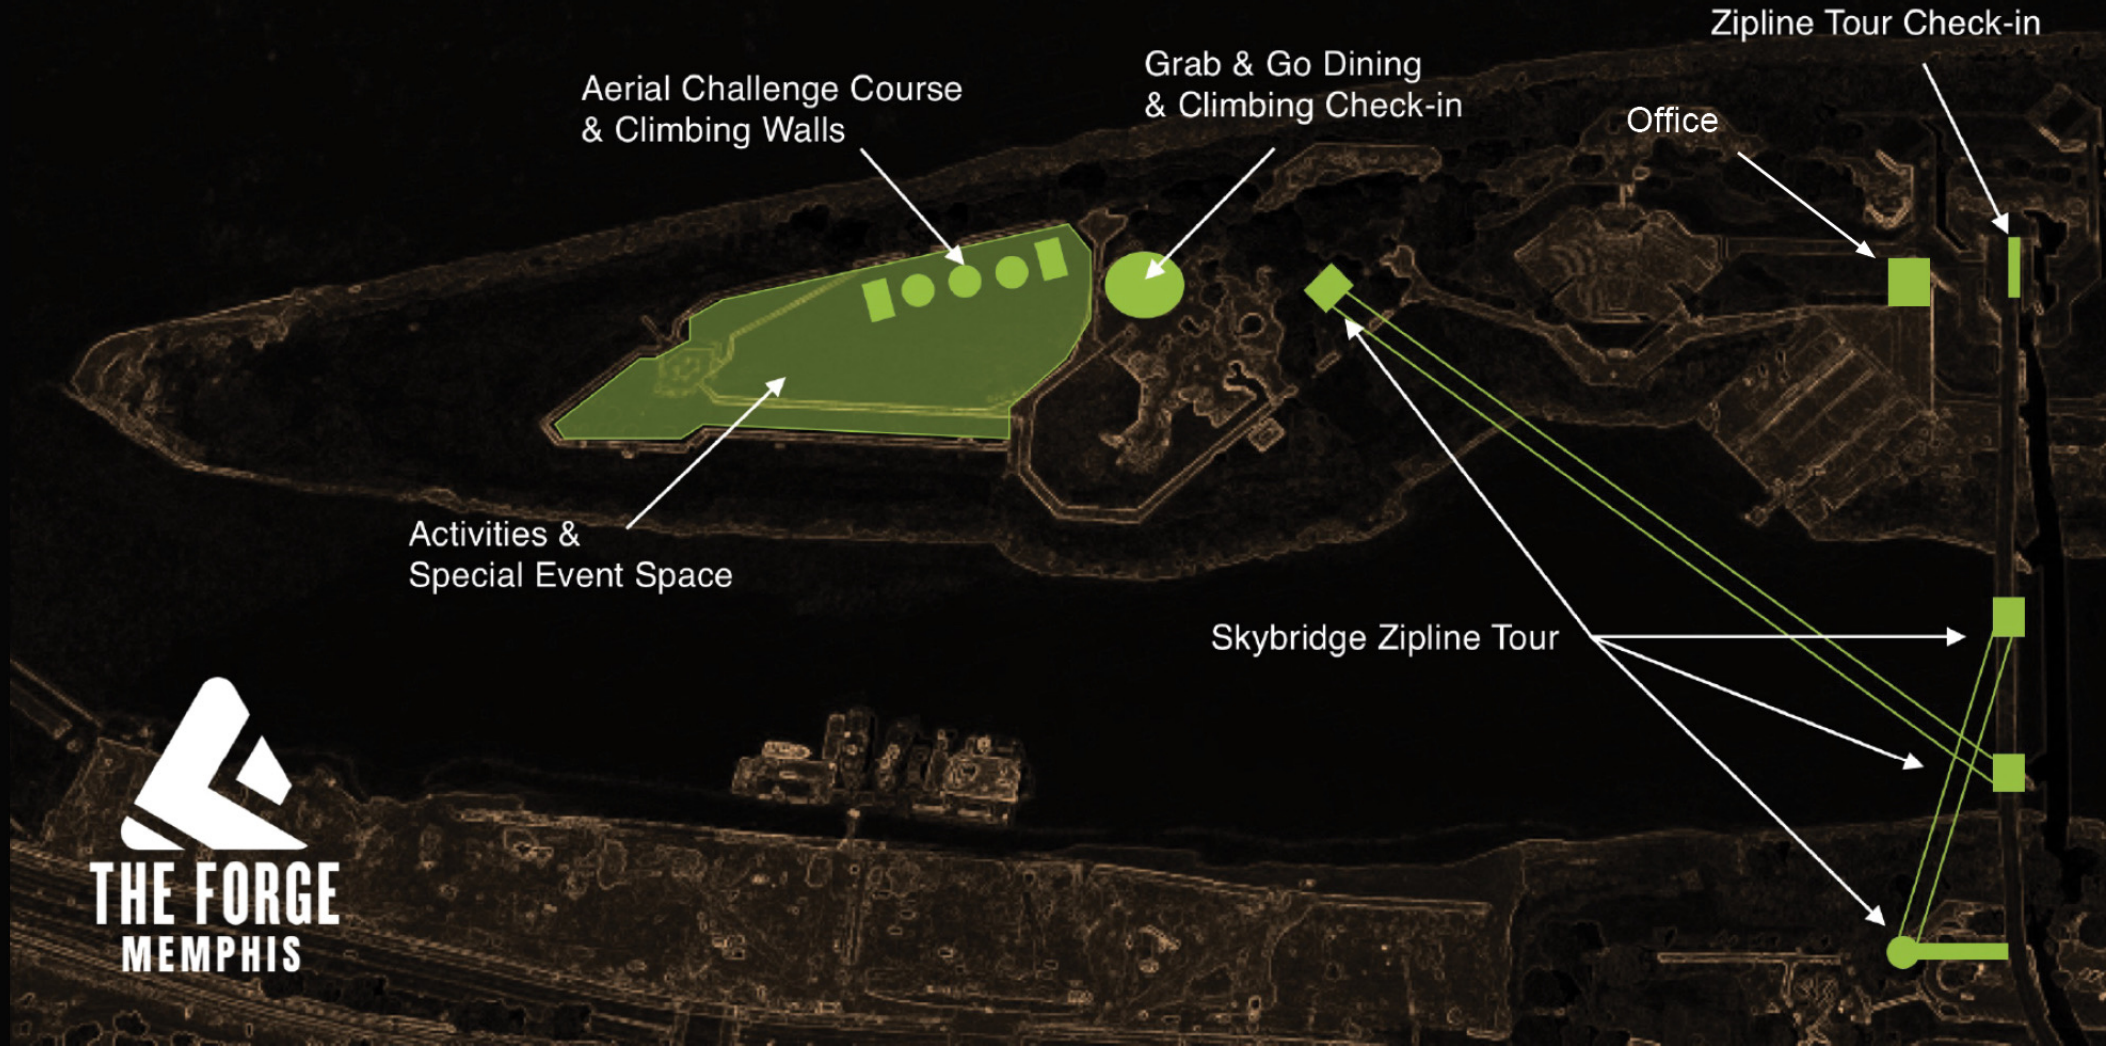 Zipline Tour Check-in
Grab & Go Dining
& Climbing Check-in
Aerial Challenge Course
& Climbing Walls
Office
Activities &
Special Event Space
Skybridge Zipline Tour
THE FORGE
MEMPHIS